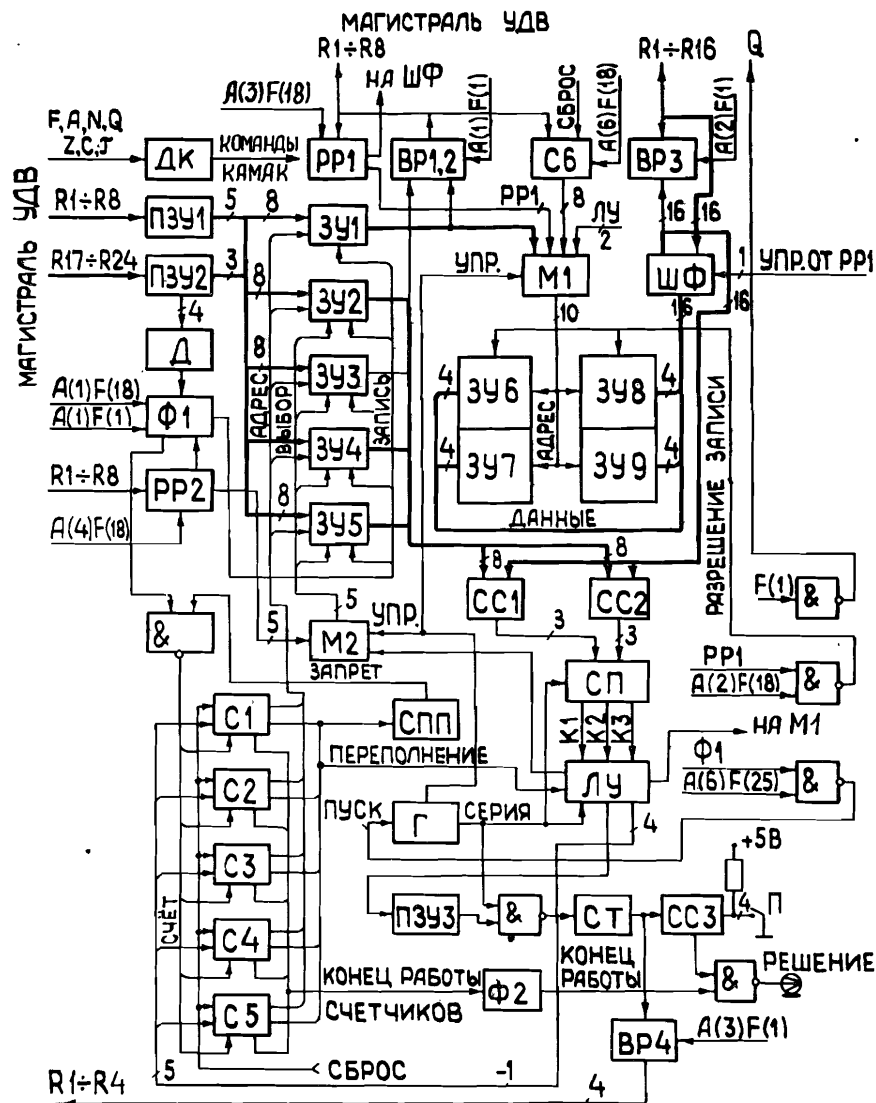 МАГИСТРАЛЬ УДВ
R1÷R8
R1÷R16
Q
НА ШФ
A(3)F(18)
A(1)F(1)
СБРОС
A(6)F(18)
A(2)F(1)
F,A,N,Q
Z,C,J
ДК
КОМАНДЫ
КАМАК
РР1
ВР1,2
С6
ВР3
МАГИСТРАЛЬ УДВ
R1÷R8
ПЗУ1
5
8
ЗУ1
РР1
8
ЛУ
2
16
16
R17÷R24
ПЗУ2
3
УПР.
М1
ШФ
1
УПР. ОТ РР1
8
ЗУ2
10
16
16
4
Д
8
ЗУ3
4
ЗУ6
ЗУ8
4
A(1)F(18)
A(1)F(1)
Ф1
АДРЕС
ВЫБОР
ЗАПИСЬ
АДРЕС
ЗУ4
4
ЗУ7
ЗУ9
4
R1÷R8
РР2
8
ЗУ5
ДАННЫЕ
РАЗРЕШЕНИЕ ЗАПИСИ
A(4)F(18)
8
8
СС1
СС2
F(1)
&
&
5
5
М2
УПР.
3
3
ЗАПРЕТ
РР1
A(2)F(18)
&
СП
С1
СПП
К1
К2
К3
НА М1
ПЕРЕПОЛНЕНИЕ
Ф1
A(6)F(25)
&
С2
ЛУ
ПУСК
Г
СЕРИЯ
4
+5В
С3
СЧЁТ
ПЗУ3
&
СТ
СС3
4
П
С4
КОНЕЦ РАБОТЫ
СЧЕТЧИКОВ
Ф2
КОНЕЦ
РАБОТЫ
&
РЕШЕНИЕ
С5
ВР4
A(3)F(1)
5
СБРОС
-1
R1÷R4
4